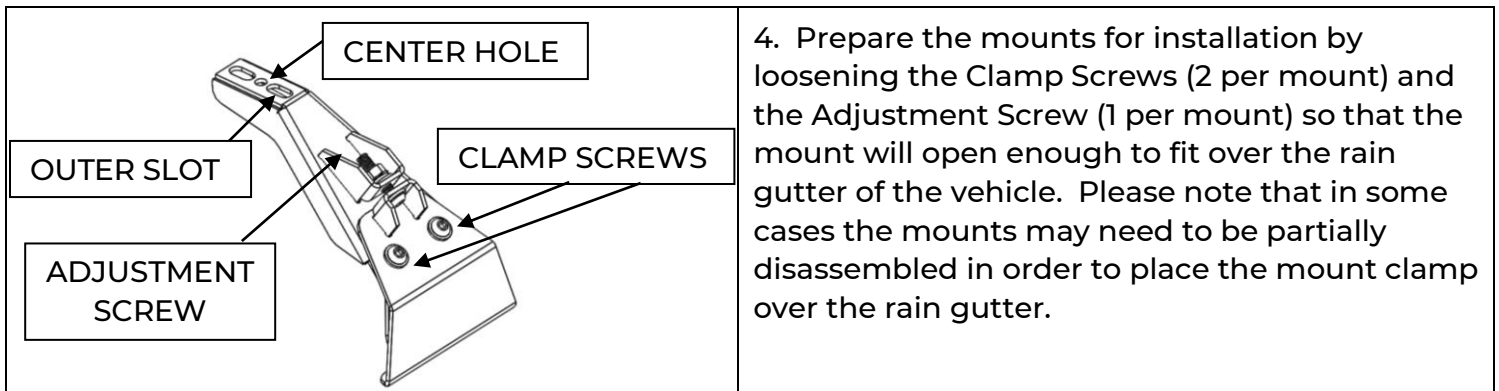 CENTER HOLE
OUTER SLOT
CLAMP SCREWS
ADJUSTMENT
SCREW
4. Prepare the mounts for installation by
loosening the Clamp Screws (2 per mount) and
the Adjustment Screw (1 per mount) so that the
mount will open enough to fit over the rain
gutter of the vehicle. Please note that in some
cases the mounts may need to be partially
disassembled in order to place the mount clamp
over the rain gutter.